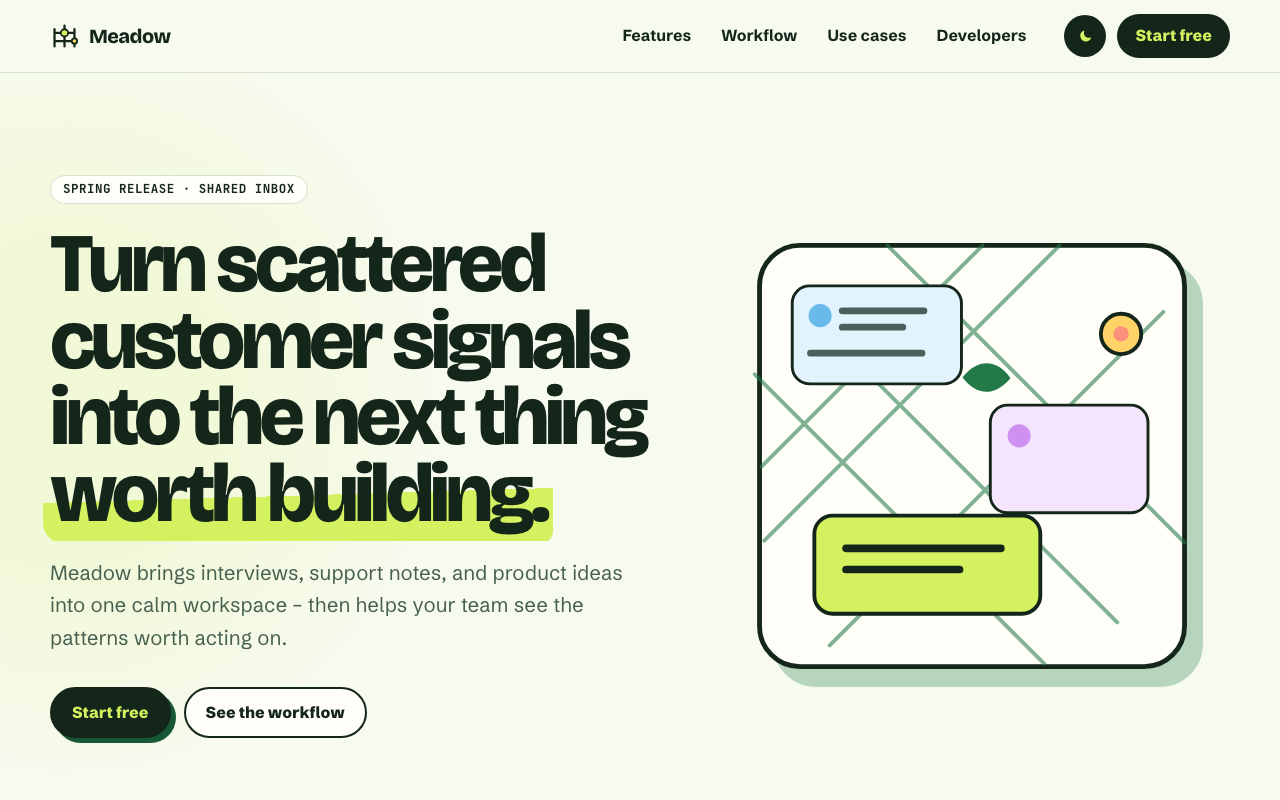 Meadow
Features
Workflow
Use cases
Developers
Start free
SPRING RELEASE · SHARED INBOX
Turn scattered
customer signals
into the next thing
worth building.
Meadow brings interviews, support notes, and product ideas
into one calm workspace – then helps your team see the
patterns worth acting on.
Start free
See the workflow